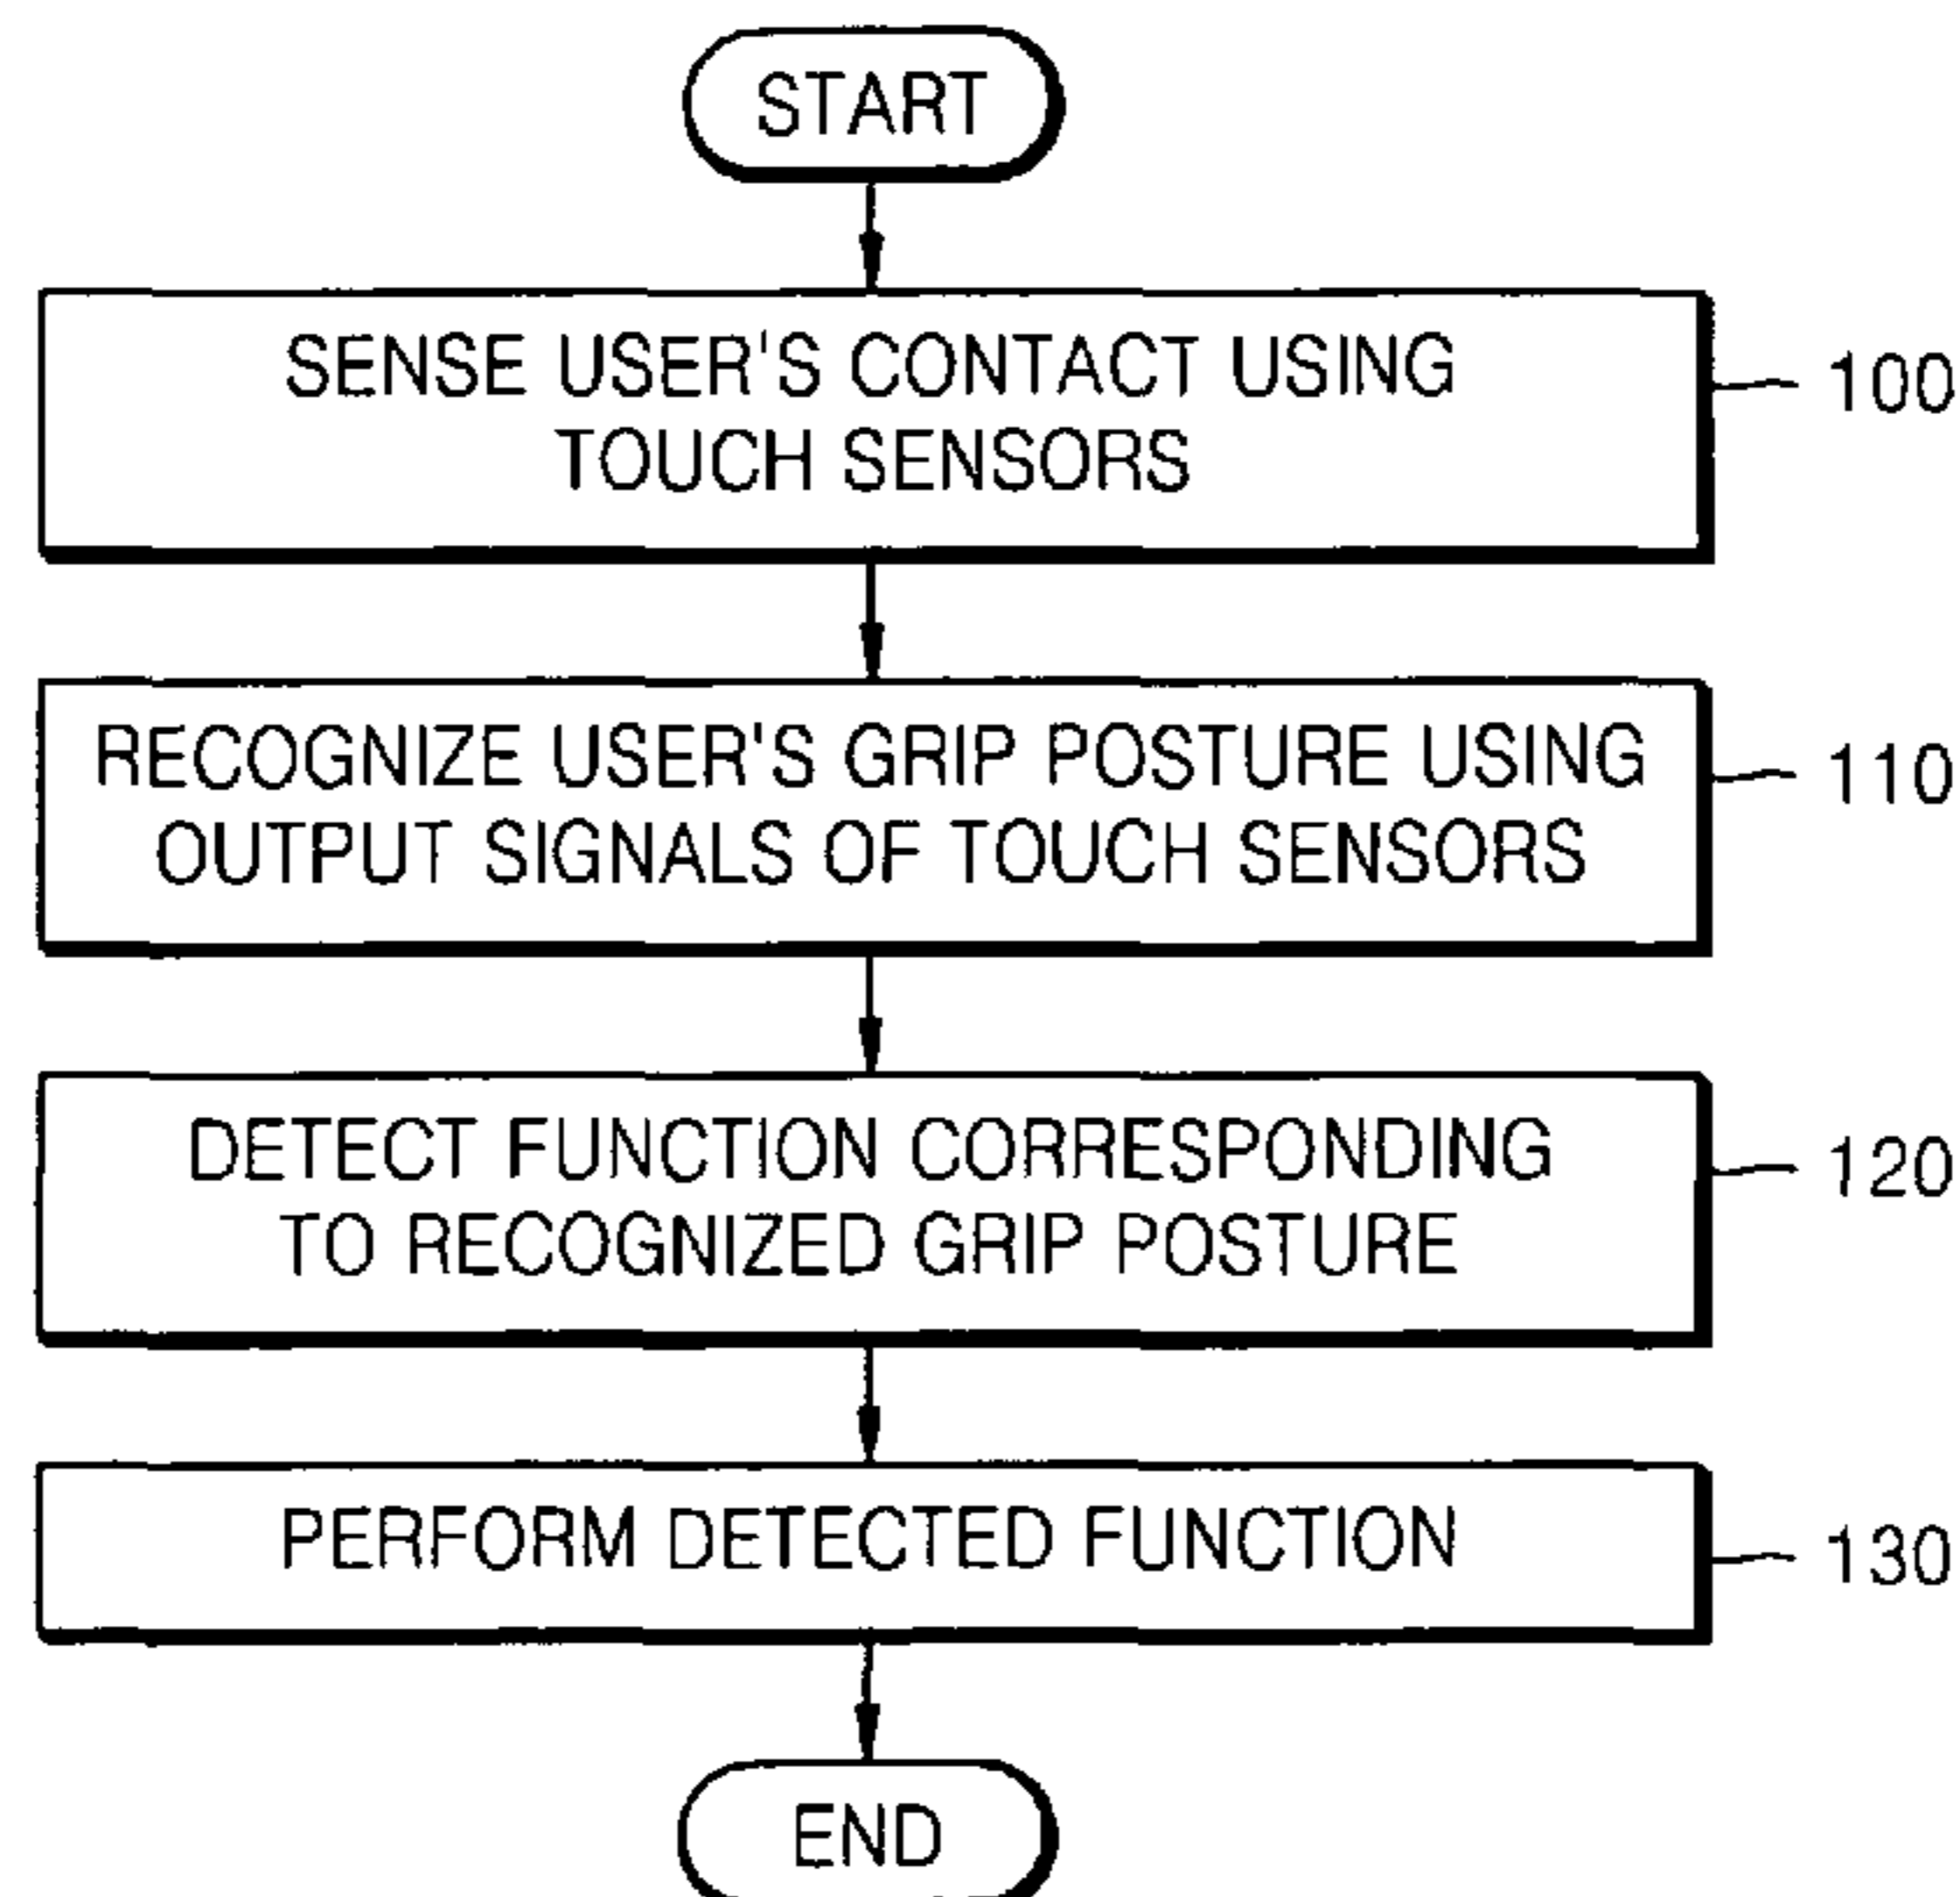 START
SENSE USER'S CONTACT USING
TOUCH SENSORS
100
RECOGNIZE USER'S GRIP POSTURE USING
OUTPUT SIGNALS OF TOUCH SENSORS
110
DETECT FUNCTION CORRESPONDING
TO RECOGNIZED GRIP POSTURE
120
PERFORM DETECTED FUNCTION
130
END